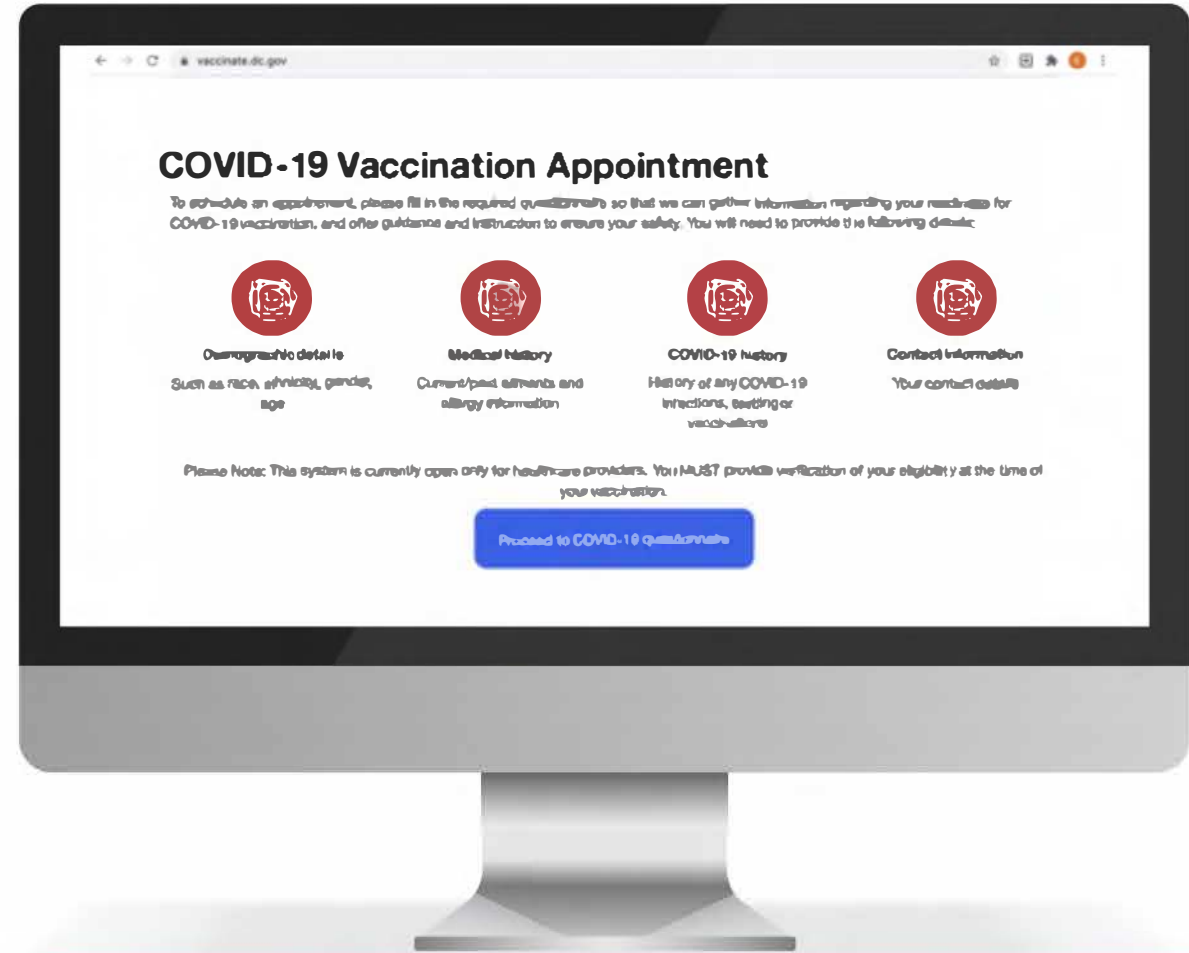 vaccinate.dc.gov
COVID-19 Vaccination Appointment
To schedule an appointment, please fill in the required questionnaire so that we can gather information regarding your readiness for
COVID-19 vaccination, and offer guidance and instruction to ensure your safety. You will need to provide the following details:
Demographic details
Medical history
COVID-19 history
Contact information
Such as race, ethnicity, gender,
age
Current/past ailments and
allergy information
History of any COVID-19
infections, testing or
vaccinations
Your contact details
Please Note: This system is currently open only for healthcare providers. You MUST provide verification of your eligibility at the time of
your vaccination.
Proceed to COVID-19 questionnaire